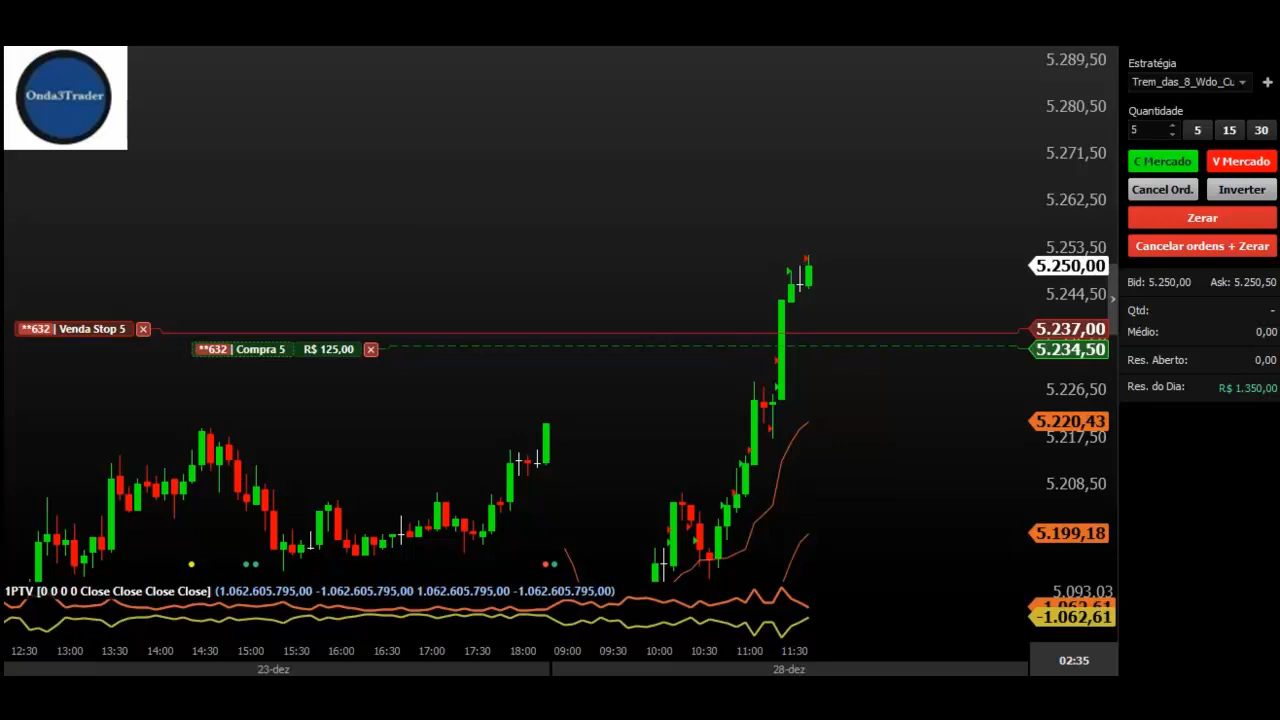 Onda3Trader
5.289,50
5.280,50
5.271,50
5.262,50
5.253,50
5.250,00
5.244,50
**632 | Venda Stop 5
5.237,00
**632 | Compra 5 R$ 125,00
5.234,50
5.226,50
5.220,43
5.217,50
5.208,50
5.199,18
1PTV [0 0 0 0 Close Close Close Close] (1.062.605.795,00 -1.062.605.795,00 1.062.605.795,00 -1.062.605.795,00)
5.093,03
-1.062,61
12:30 13:00 13:30 14:00 14:30 15:00 15:30 16:00 16:30 17:00 17:30 18:00 09:00 09:30 10:00 10:30 11:00 11:30
23-dez 28-dez
02:35
Estratégia
Trem_das_8_Wdo_Cu
Quantidade
5 5 15 30
C Mercado V Mercado
Cancel Ord. Inverter
Zerar
Cancelar ordens + Zerar
Bid: 5.250,00 Ask: 5.250,50
Qtd: -
Médio: 0,00
Res. Aberto: 0,00
Res. do Dia: R$ 1.350,00